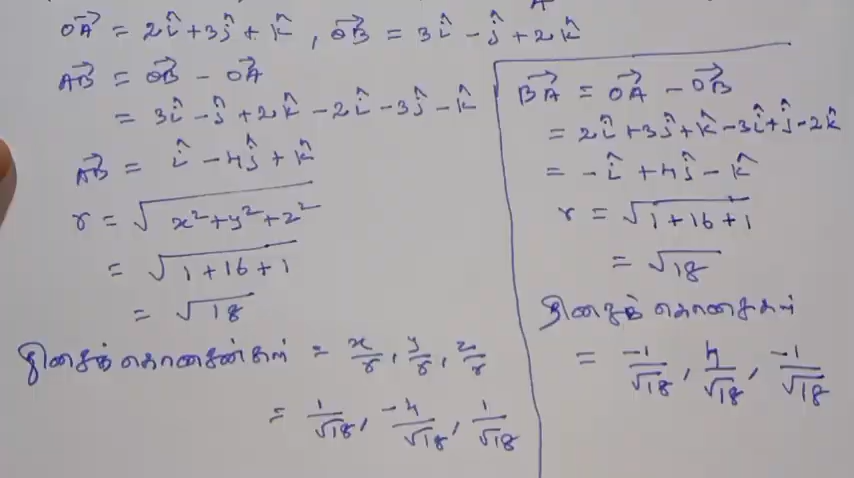 OA⃗ = 2î + 3ĵ + k̂ , OB⃗ = 3î - ĵ + 2k̂
AB⃗ = OB⃗ - OA⃗
= 3î - ĵ + 2k̂ - 2î - 3ĵ - k̂
AB⃗ = î - 4ĵ + k̂
r = √(x² + y² + z²)
= √(1 + 16 + 1)
= √18
திசைக் கொசைன்கள் = x/r, y/r, z/r
= 1/√18, -4/√18, 1/√18
BA⃗ = OA⃗ - OB⃗
= 2î + 3ĵ + k̂ - 3î + ĵ - 2k̂
= -î + 4ĵ - k̂
r = √(1 + 16 + 1)
= √18
திசைக் கொசைகள்
= -1/√18, 4/√18, -1/√18